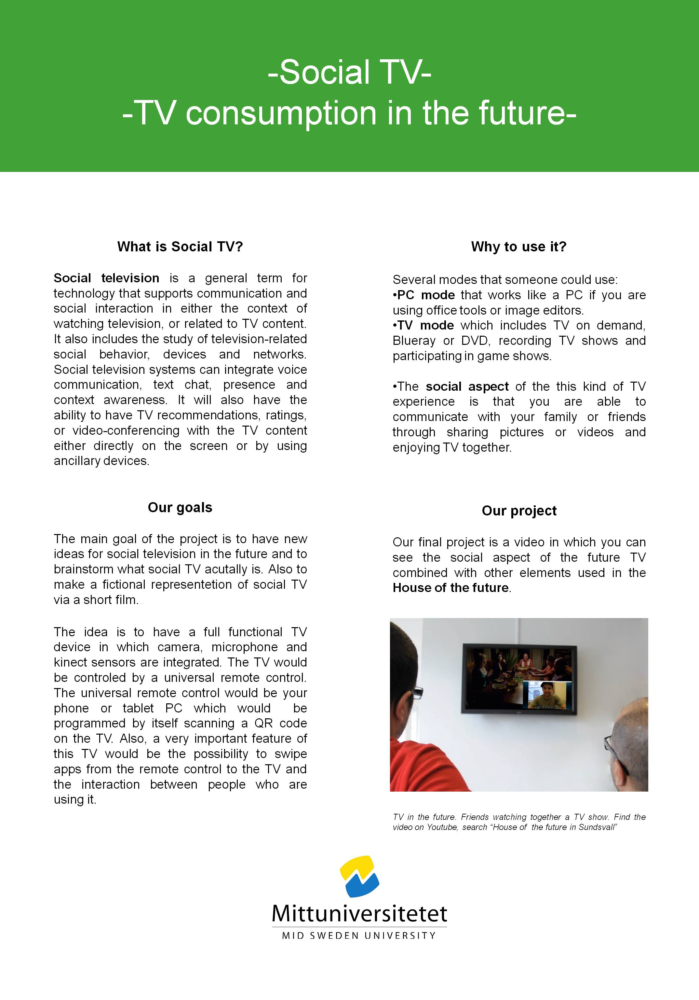 -Social TV-
-TV consumption in the future-
What is Social TV?
Social television is a general term for
technology that supports communication and
social interaction in either the context of
watching television, or related to TV content.
It also includes the study of television-related
social behavior, devices and networks.
Social television systems can integrate voice
communication, text chat, presence and
context awareness. It will also have the
ability to have TV recommendations, ratings,
or video-conferencing with the TV content
either directly on the screen or by using
ancillary devices.
Our goals
The main goal of the project is to have new
ideas for social television in the future and to
brainstorm what social TV acutally is. Also to
make a fictional representetion of social TV
via a short film.
The idea is to have a full functional TV
device in which camera, microphone and
kinect sensors are integrated. The TV would
be controled by a universal remote control.
The universal remote control would be your
phone or tablet PC which would be
programmed by itself scanning a QR code
on the TV. Also, a very important feature of
this TV would be the possibility to swipe
apps from the remote control to the TV and
the interaction between people who are
using it.
Why to use it?
Several modes that someone could use:
•PC mode that works like a PC if you are
using office tools or image editors.
•TV mode which includes TV on demand,
Blueray or DVD, recording TV shows and
participating in game shows.
•The social aspect of the this kind of TV
experience is that you are able to
communicate with your family or friends
through sharing pictures or videos and
enjoying TV together.
Our project
Our final project is a video in which you can
see the social aspect of the future TV
combined with other elements used in the
House of the future.
TV in the future. Friends watching together a TV show. Find the
video on Youtube, search “House of the future in Sundsvall”
Mittuniversitetet
MID SWEDEN UNIVERSITY